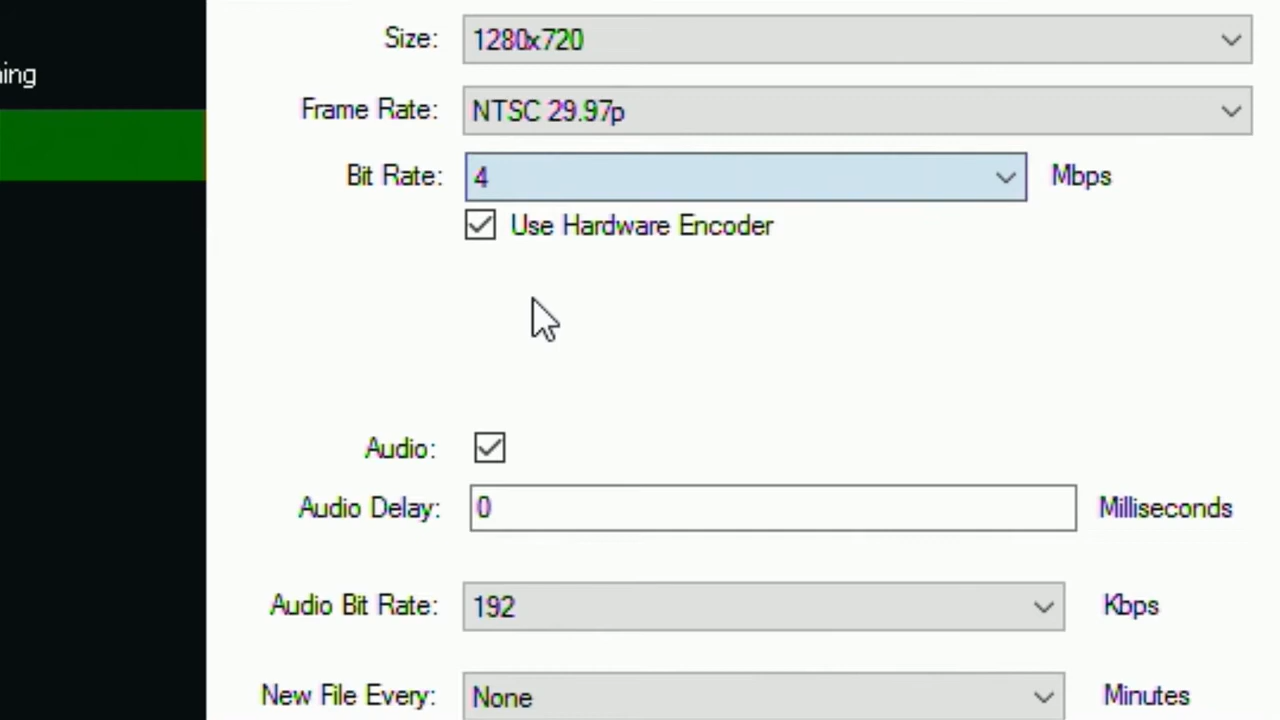 Size: 1280x720
ning
Frame Rate: NTSC 29.97p
Bit Rate: 4 Mbps
Use Hardware Encoder
Audio:
Audio Delay: 0 Milliseconds
Audio Bit Rate: 192 Kbps
New File Every: None Minutes